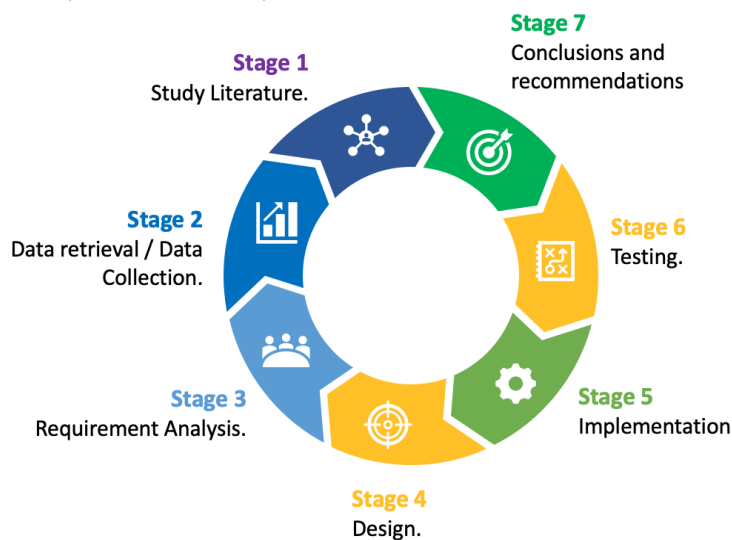 Stage 1
Study Literature.
Stage 2
Data retrieval / Data
Collection.
Stage 3
Requirement Analysis.
Stage 4
Design.
Stage 5
Implementation
Stage 6
Testing.
Stage 7
Conclusions and
recommendations